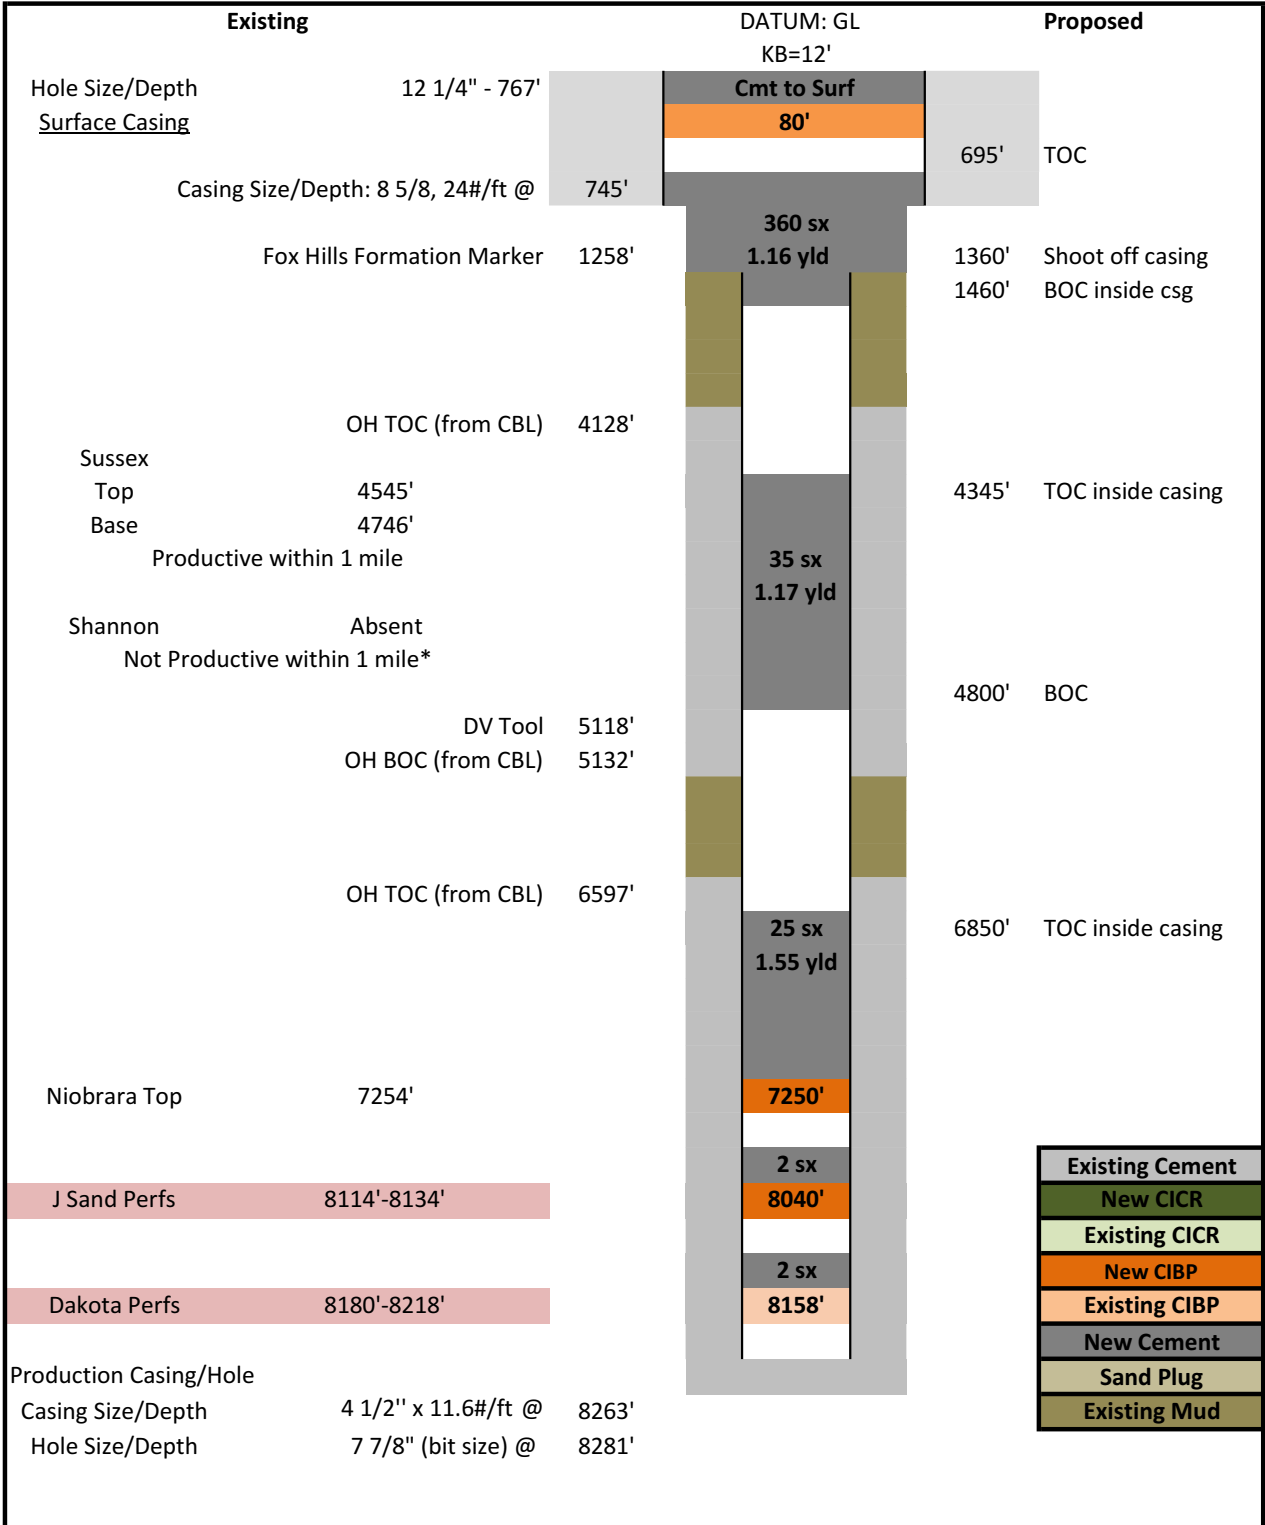 Existing DATUM: GL Proposed
KB=12'
Hole Size/Depth 12 1/4" - 767' Cmt to Surf
Surface Casing 80'
695' TOC
Casing Size/Depth: 8 5/8, 24#/ft @ 745'
360 sx
Fox Hills Formation Marker 1258' 1.16 yld 1360' Shoot off casing
1460' BOC inside csg
OH TOC (from CBL) 4128'
Sussex
Top 4545' 4345' TOC inside casing
Base 4746'
Productive within 1 mile 35 sx
1.17 yld
Shannon Absent
Not Productive within 1 mile*
4800' BOC
DV Tool 5118'
OH BOC (from CBL) 5132'
OH TOC (from CBL) 6597'
25 sx 6850' TOC inside casing
1.55 yld
Niobrara Top 7254' 7250'
2 sx Existing Cement
J Sand Perfs 8114'-8134' 8040' New CICR
Existing CICR
2 sx New CIBP
Dakota Perfs 8180'-8218' 8158' Existing CIBP
New Cement
Production Casing/Hole Sand Plug
Casing Size/Depth 4 1/2'' x 11.6#/ft @ 8263' Existing Mud
Hole Size/Depth 7 7/8" (bit size) @ 8281'